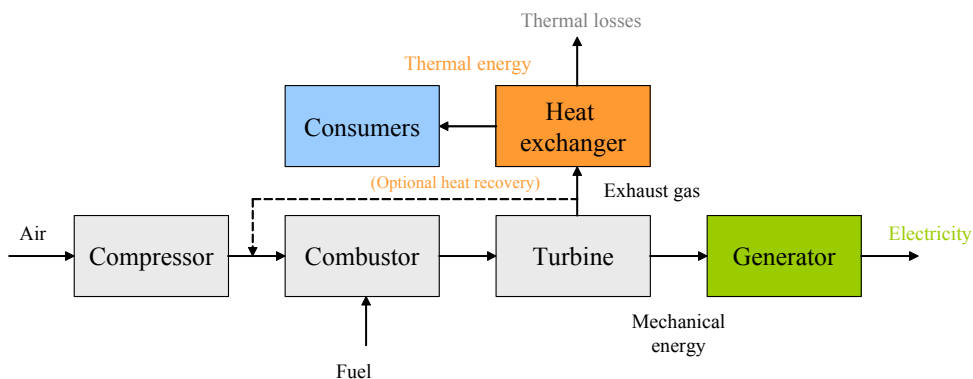 Thermal losses
Thermal energy
Consumers
Heat
exchanger
(Optional heat recovery)
Exhaust gas
Air
Compressor
Combustor
Turbine
Generator
Electricity
Mechanical
energy
Fuel